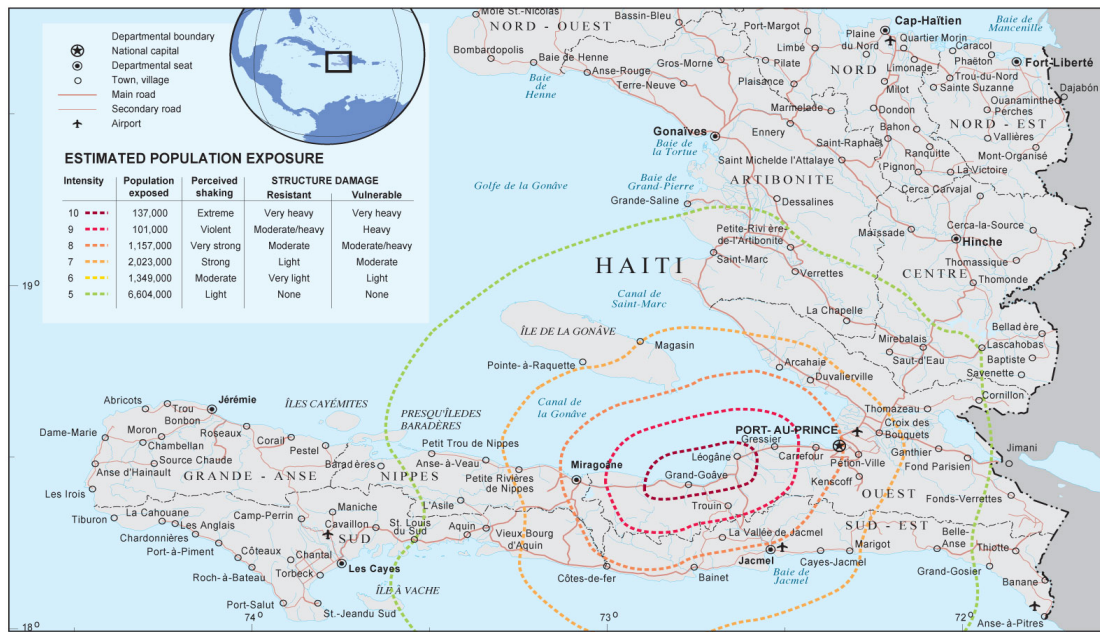 Departmental boundary
National capital
Departmental seat
Town, village
Main road
Secondary road
Airport
ESTIMATED POPULATION EXPOSURE
Intensity Population exposed Perceived shaking STRUCTURE DAMAGE
Resistant Vulnerable
10 137,000 Extreme Very heavy Very heavy
9 101,000 Violent Moderate/heavy Heavy
8 1,157,000 Very strong Moderate Moderate/heavy
7 2,023,000 Strong Light Moderate
6 1,349,000 Moderate Very light Light
5 6,604,000 Light None None
Môle St.-Nicolas
NORD - OUEST
Bassin-Bleu
Port-Margot
Cap-Haïtien
Baie de
Mancenille
Bombardopolis
Baie de Henne
Baie
de
Henne
Anse-Rouge
Gros-Morne
Terre-Neuve
Limbé
Pilate
Plaisance
Plaine
du Nord
Quartier Morin
NORD
Limonade
Caracol
Phaëton
Fort-Liberté
Trou-du-Nord
Sainte Suzanne
Milot
Dajabón
Ouanaminthe
Perches
Marmelade
Dondon
NORD - EST
Gonaïves
Baie de
la Tortue
Ennery
Bahon
Vallières
Saint-Raphaël
Ranquitte
Mont-Organisé
Saint Michelde l'Attalaye
Pignon
La Victoire
Golfe de la Gonâve
Baie de
Grand-Pierre
ARTIBONITE
Cerca Carvajal
Grande-Saline
Dessalines
Petite-Rivi ère-
de-l'Artibonite
Maïssade
Cerca-la-Source
Hinche
HAITI
Saint-Marc
Thomassique
Verrettes
CENTRE
Thomonde
19°
Canal de
Saint-Marc
La Chapelle
ÎLE DE LA GONÂVE
Magasin
Bellad ère
Mirebalais
Lascahobas
Saut-d'Eau
Baptiste
Pointe-à-Raquette
Arcahaie
Savenette
Duvalierville
Abricots
Trou
Bonbon
Jérémie
ÎLES CAYÉMITES
Canal de
la Gonâve
Cornillon
Thomazeau
PRESQU'ÎLEDES
BARADÈRES
PORT- AU-PRINCE
Croix des
Bouquets
Dame-Marie
Moron
Chambellan
Roseaux
Corail
Pestel
Petit Trou de Nippes
Gressier
Jimani
Source Chaude
Anse d'Hainault
Baradères
Anse-à-Veau
Miragoâne
Léogâne
Carrefour
Pétion-Ville
Ganthier
Fond Parisien
GRANDE - ANSE
NIPPES
Petite Rivières
de Nippes
Grand-Goâve
Kenscoff
OUEST
Les Irois
Fonds-Verrettes
Maniche
L'Asile
Trouin
Tiburon
La Cahouane
Les Anglais
Camp-Perrin
Cavaillon
St. Louis
du Sud
Aquin
SUD - EST
Chardonnières
SUD
Vieux Bourg
d'Aquin
La Vallée de Jacmel
Belle-
Anse
Thiotte
Port-à-Piment
Côteaux
Chantal
Jacmel
Cayes-Jacmel
Marigot
Roch-à-Bateau
Torbeck
Les Cayes
Côtes-de-fer
Bainet
Baie de
Jacmel
Grand-Gosier
Banane
ÎLE À VACHE
Port-Salut
St.-Jeandu Sud
Anse-à-Pitres
18°
74°
73°
72°